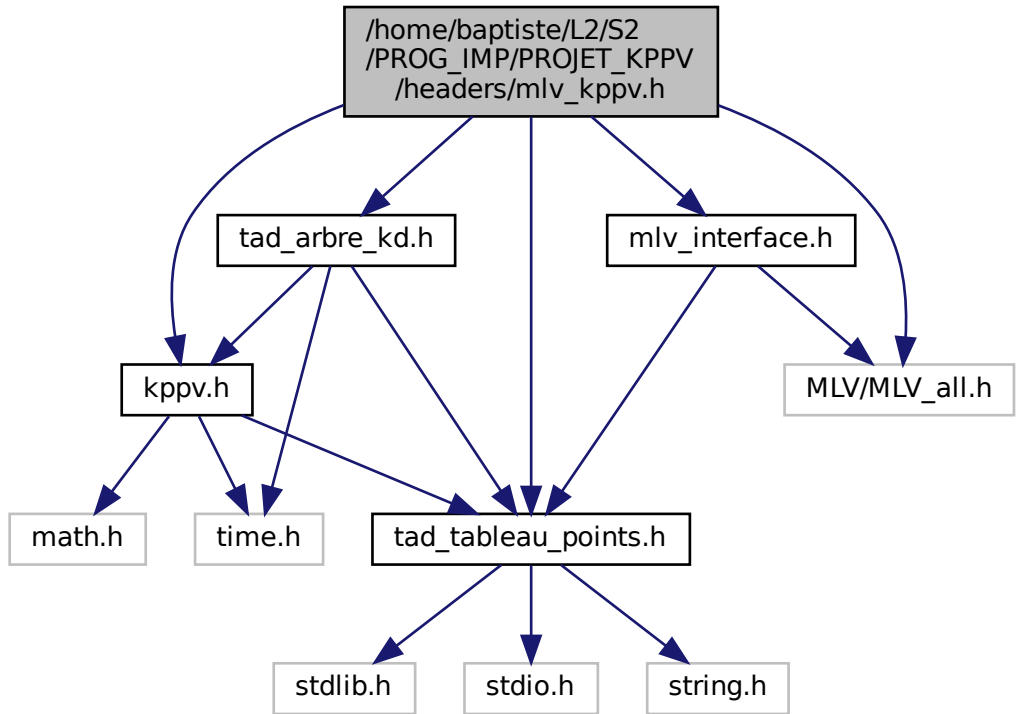 /home/baptiste/L2/S2
/PROG_IMP/PROJET_KPPV
/headers/mlv_kppv.h
tad_arbre_kd.h
mlv_interface.h
kppv.h
MLV/MLV_all.h
math.h
time.h
tad_tableau_points.h
stdlib.h
stdio.h
string.h